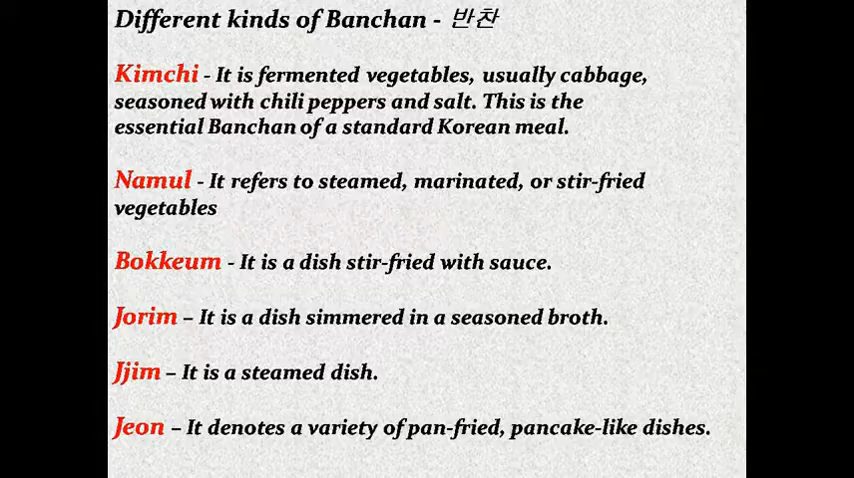 Different kinds of Banchan - 반찬
Kimchi - It is fermented vegetables, usually cabbage,
seasoned with chili peppers and salt. This is the
essential Banchan of a standard Korean meal.
Namul - It refers to steamed, marinated, or stir-fried
vegetables
Bokkeum - It is a dish stir-fried with sauce.
Jorim – It is a dish simmered in a seasoned broth.
Jjim – It is a steamed dish.
Jeon – It denotes a variety of pan-fried, pancake-like dishes.